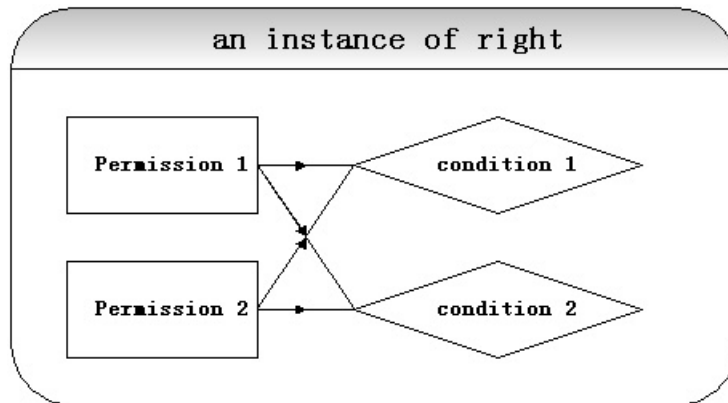 an instance of right
Permission 1
condition 1
Permission 2
condition 2